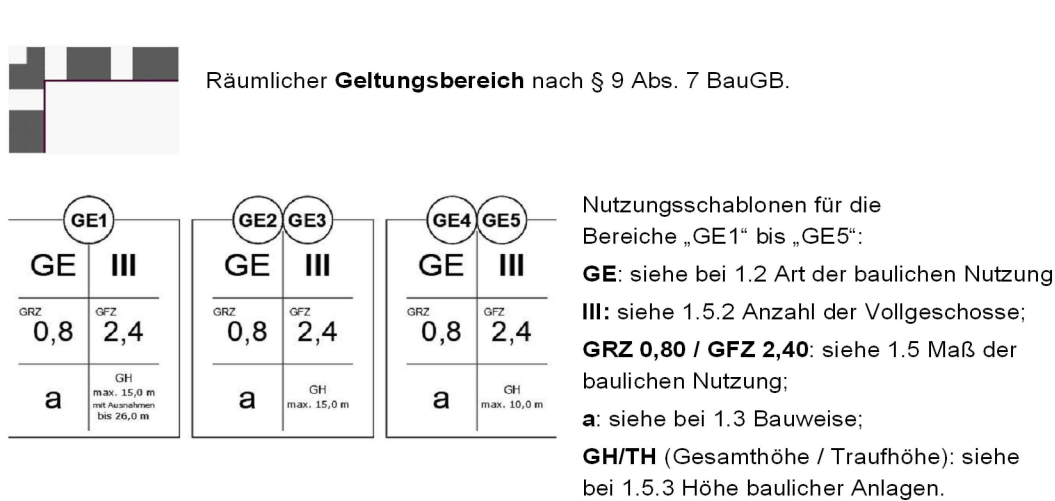 Räumlicher Geltungsbereich nach § 9 Abs. 7 BauGB.
GE1
GE III
GRZ 0,8 GFZ 2,4
a GH
max. 15,0 m
mit Ausnahmen
bis 26,0 m
GE2 GE3
GE III
GRZ 0,8 GFZ 2,4
a GH
max. 15,0 m
GE4 GE5
GE III
GRZ 0,8 GFZ 2,4
a GH
max. 10,0 m
Nutzungsschablonen für die
Bereiche „GE1“ bis „GE5“:
GE: siehe bei 1.2 Art der baulichen Nutzung
III: siehe 1.5.2 Anzahl der Vollgeschosse;
GRZ 0,80 / GFZ 2,40: siehe 1.5 Maß der
baulichen Nutzung;
a: siehe bei 1.3 Bauweise;
GH/TH (Gesamthöhe / Traufhöhe): siehe
bei 1.5.3 Höhe baulicher Anlagen.